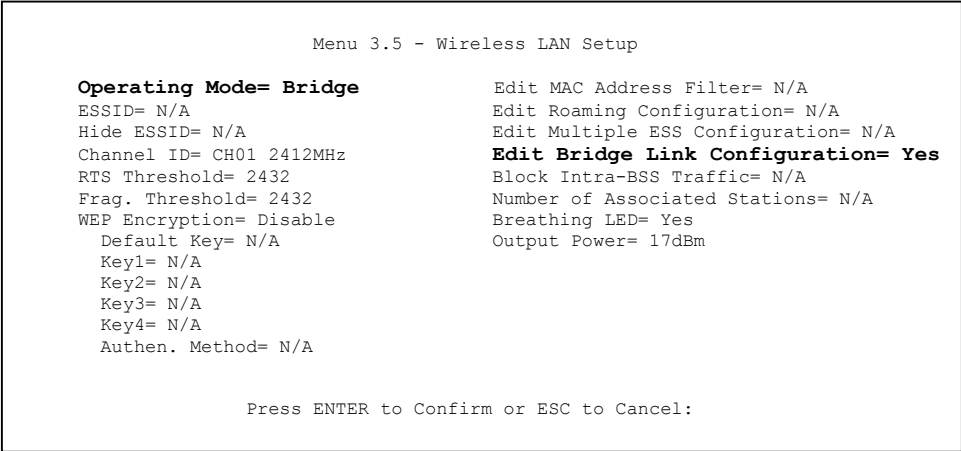 Menu 3.5 - Wireless LAN Setup
Operating Mode= Bridge Edit MAC Address Filter= N/A
ESSID= N/A Edit Roaming Configuration= N/A
Hide ESSID= N/A Edit Multiple ESS Configuration= N/A
Channel ID= CH01 2412MHz Edit Bridge Link Configuration= Yes
RTS Threshold= 2432 Block Intra-BSS Traffic= N/A
Frag. Threshold= 2432 Number of Associated Stations= N/A
WEP Encryption= Disable Breathing LED= Yes
Default Key= N/A Output Power= 17dBm
Key1= N/A
Key2= N/A
Key3= N/A
Key4= N/A
Authen. Method= N/A
Press ENTER to Confirm or ESC to Cancel: